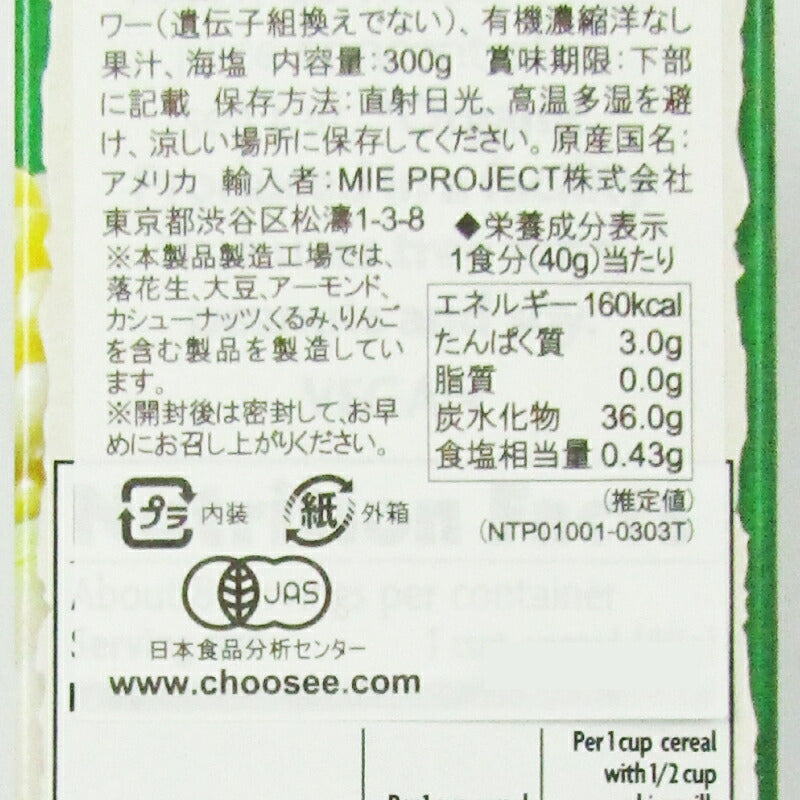 ワー(遺伝子組換えでない)、有機濃縮洋なし
果汁、海塩　内容量:300g　賞味期限:下部
に記載　保存方法:直射日光、高温多湿を避
け、涼しい場所に保存してください。原産国名:
アメリカ　輸入者:MIE PROJECT株式会社
東京都渋谷区松濤1-3-8
※本製品製造工場では、
落花生、大豆、アーモンド、
カシューナッツ、くるみ、りんご
を含む製品を製造してい
ます。
※開封後は密封して、お早
めにお召し上がりください。
◆栄養成分表示
1食分(40g)当たり
エネルギー 160kcal
たんぱく質 3.0g
脂質 0.0g
炭水化物 36.0g
食塩相当量 0.43g
(推定値)
(NTP01001-0303T)
プラ 内装 紙 外箱
JAS
日本食品分析センター
www.choosee.com
About 8 servings per container
Per 1 cup cereal
with 1/2 cup